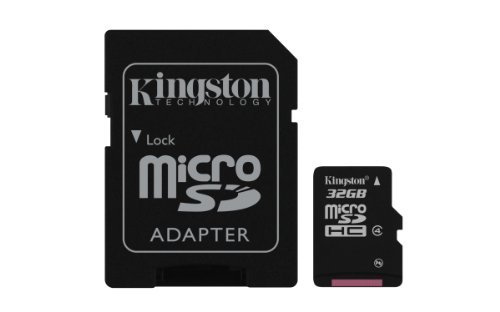 Kingston
TECHNOLOGY
Lock
micro
SD
ADAPTER
Kingston
32GB
micro
SD
HC 4